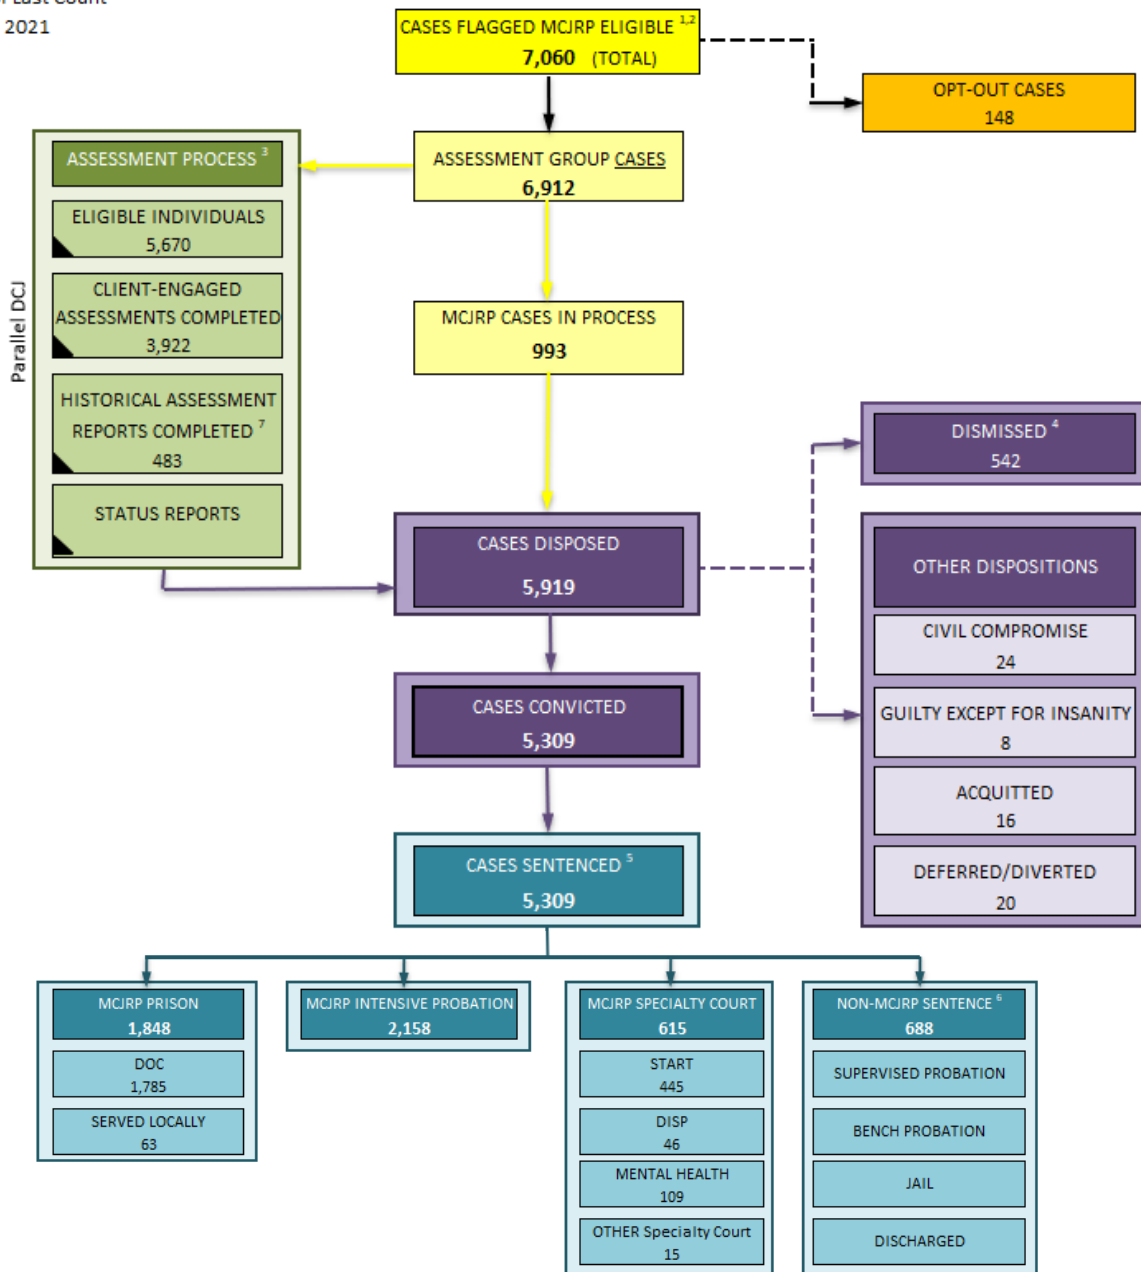 Last Count
2021
CASES FLAGGED MCJRP ELIGIBLE 1,2
7,060 (TOTAL)
OPT-OUT CASES
148
ASSESSMENT GROUP CASES
6,912
Parallel DCJ
ASSESSMENT PROCESS 3
ELIGIBLE INDIVIDUALS
5,670
CLIENT-ENGAGED
ASSESSMENTS COMPLETED
3,922
HISTORICAL ASSESSMENT
REPORTS COMPLETED 7
483
STATUS REPORTS
MCJRP CASES IN PROCESS
993
CASES DISPOSED
5,919
DISMISSED 4
542
OTHER DISPOSITIONS
CIVIL COMPROMISE
24
GUILTY EXCEPT FOR INSANITY
8
ACQUITTED
16
DEFERRED/DIVERTED
20
CASES CONVICTED
5,309
CASES SENTENCED 5
5,309
MCJRP PRISON
1,848
DOC
1,785
SERVED LOCALLY
63
MCJRP INTENSIVE PROBATION
2,158
MCJRP SPECIALTY COURT
615
START
445
DISP
46
MENTAL HEALTH
109
OTHER Specialty Court
15
NON-MCJRP SENTENCE 6
688
SUPERVISED PROBATION
BENCH PROBATION
JAIL
DISCHARGED